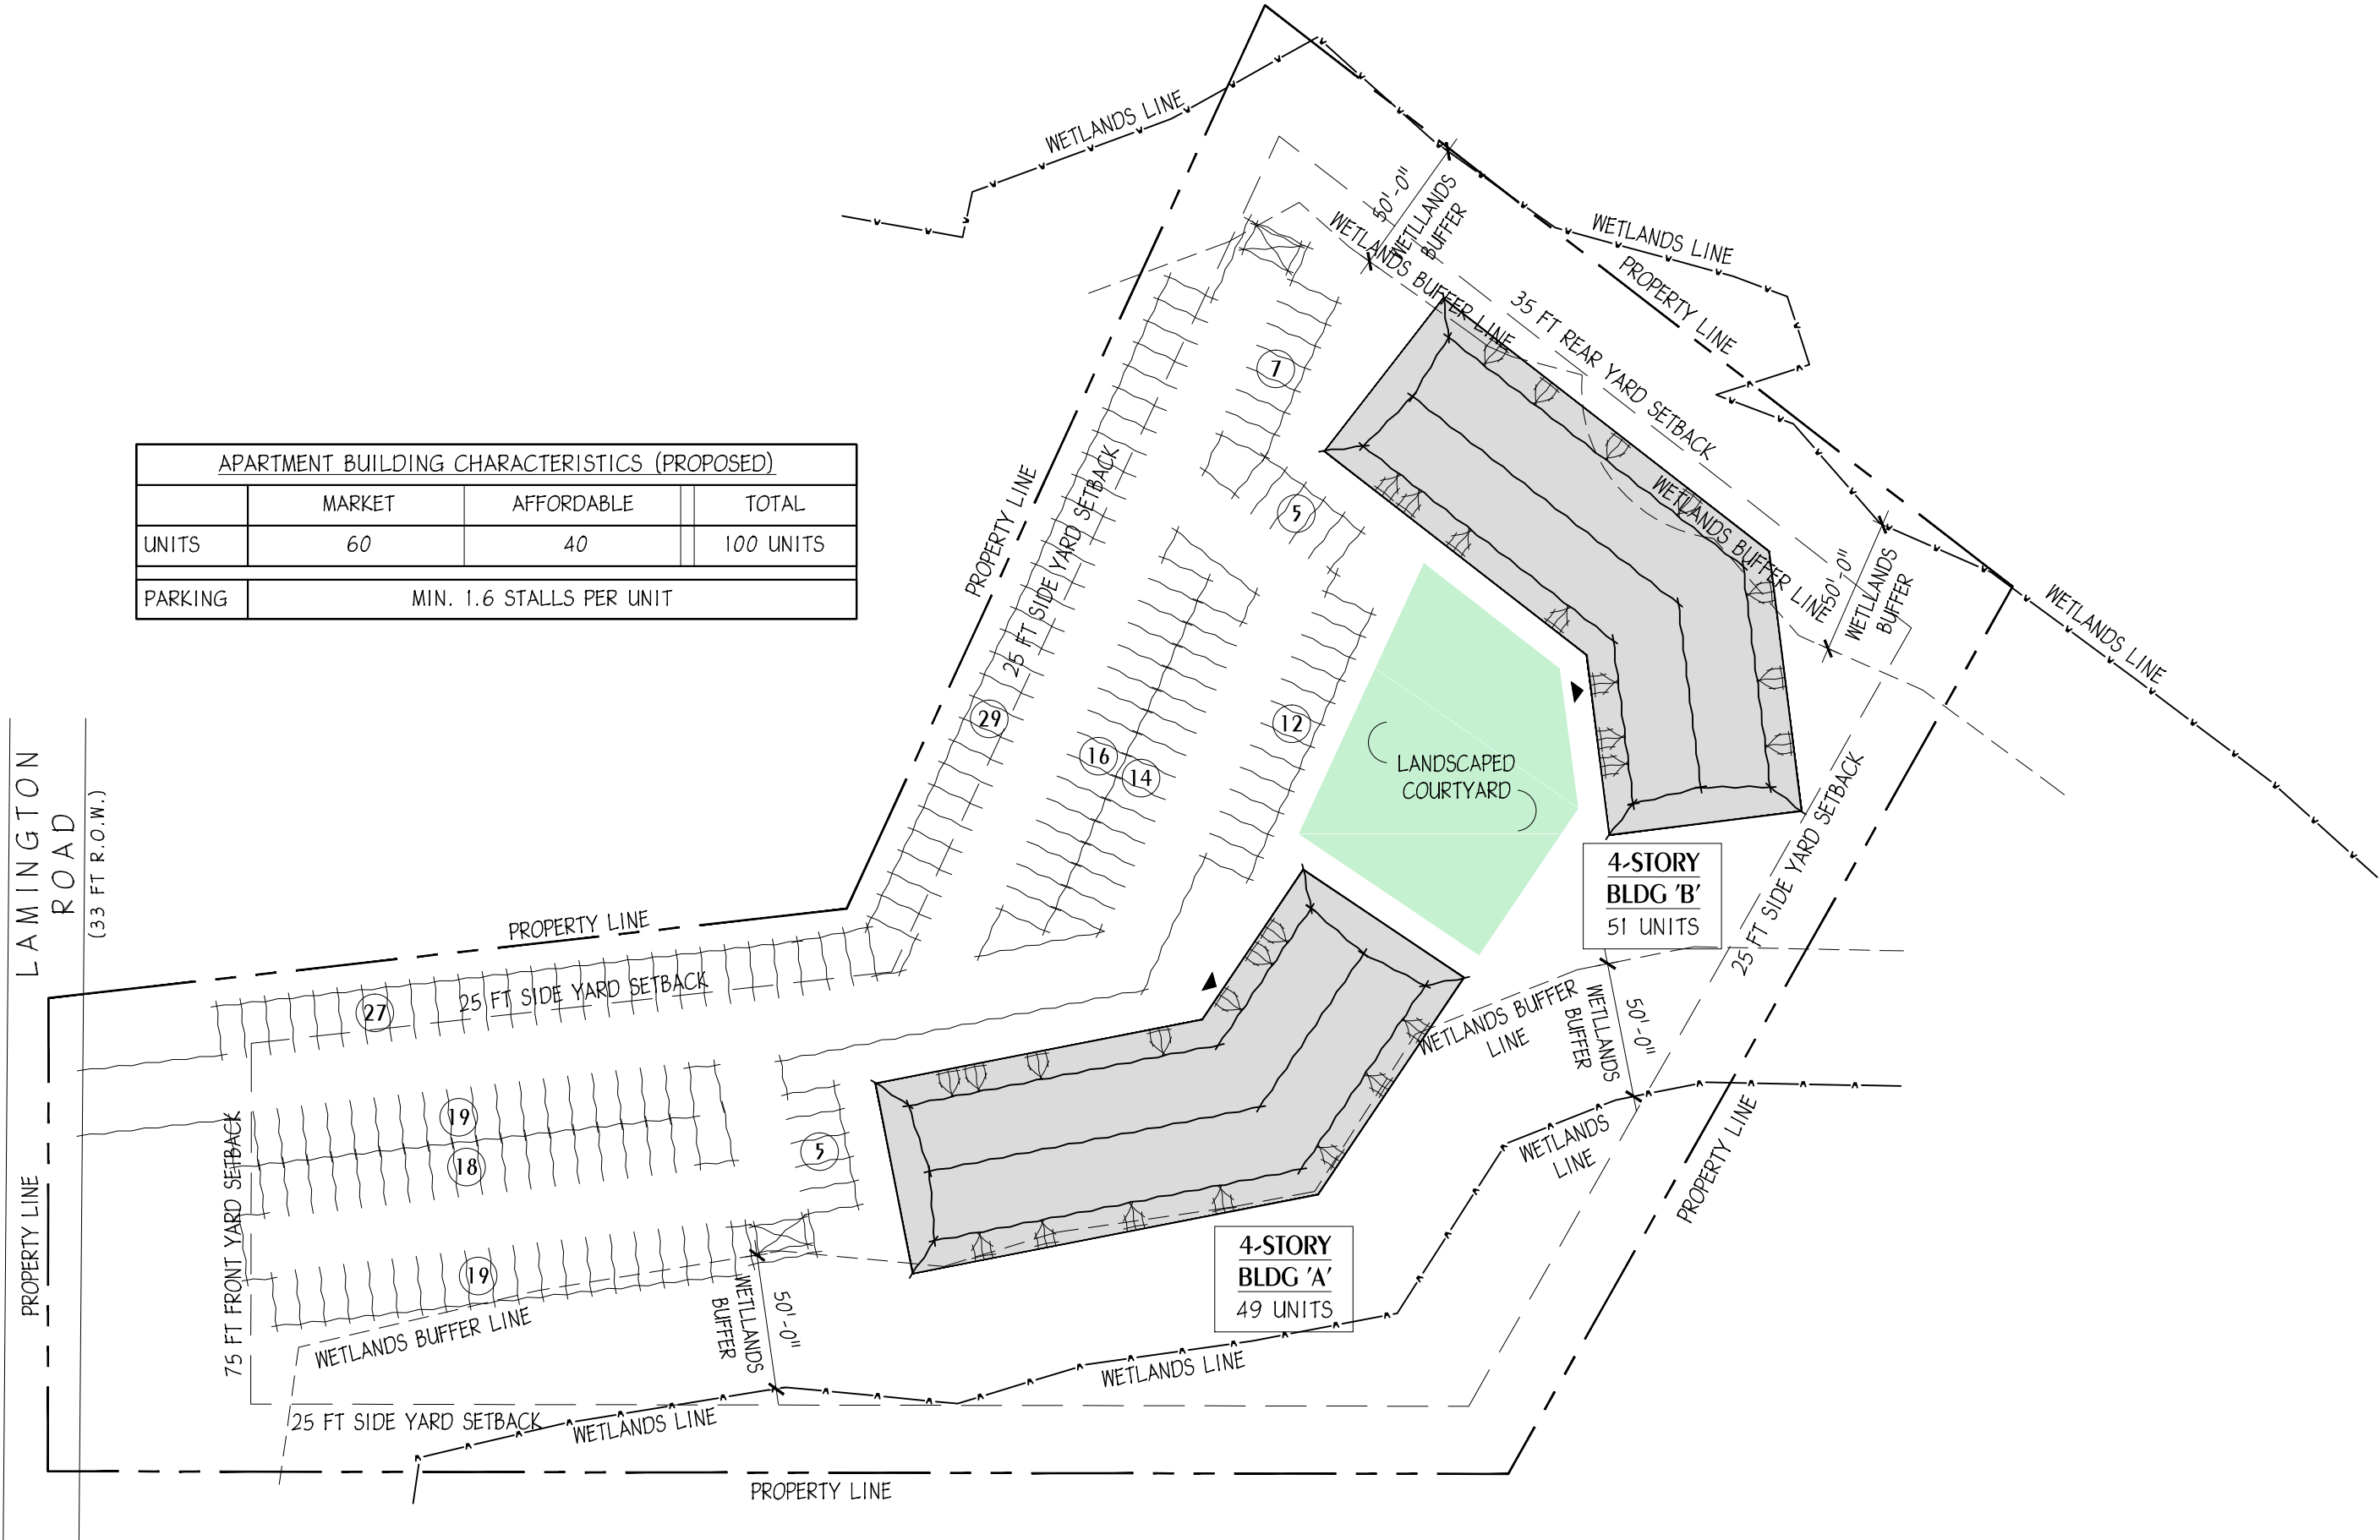 WETLANDS LINE
50'-0"
WETLLANDS
BUFFER
WETLANDS BUFFER LINE
WETLANDS LINE
PROPERTY LINE
35 FT REAR YARD SETBACK
7
5
APARTMENT BUILDING CHARACTERISTICS (PROPOSED)
MARKET AFFORDABLE TOTAL
UNITS 60 40 100 UNITS
PARKING MIN. 1.6 STALLS PER UNIT
PROPERTY LINE
25 FT SIDE YARD SETBACK
WETLANDS BUFFER LINE
50'-0"
WETLLANDS
BUFFER
WETLANDS LINE
29
16
14
12
LANDSCAPED
COURTYARD
LAMINGTON
ROAD
(33 FT R.O.W.)
4-STORY
BLDG 'B'
51 UNITS
25 FT SIDE YARD SETBACK
PROPERTY LINE
25 FT SIDE YARD SETBACK
27
WETLANDS BUFFER
LINE
50'-0"
WETLLANDS
BUFFER
19
18
5
19
WETLANDS
LINE
PROPERTY LINE
PROPERTY LINE
75 FT FRONT YARD SETBACK
4-STORY
BLDG 'A'
49 UNITS
WETLANDS BUFFER LINE
50'-0"
WETLLANDS
BUFFER
WETLANDS LINE
25 FT SIDE YARD SETBACK
WETLANDS LINE
PROPERTY LINE